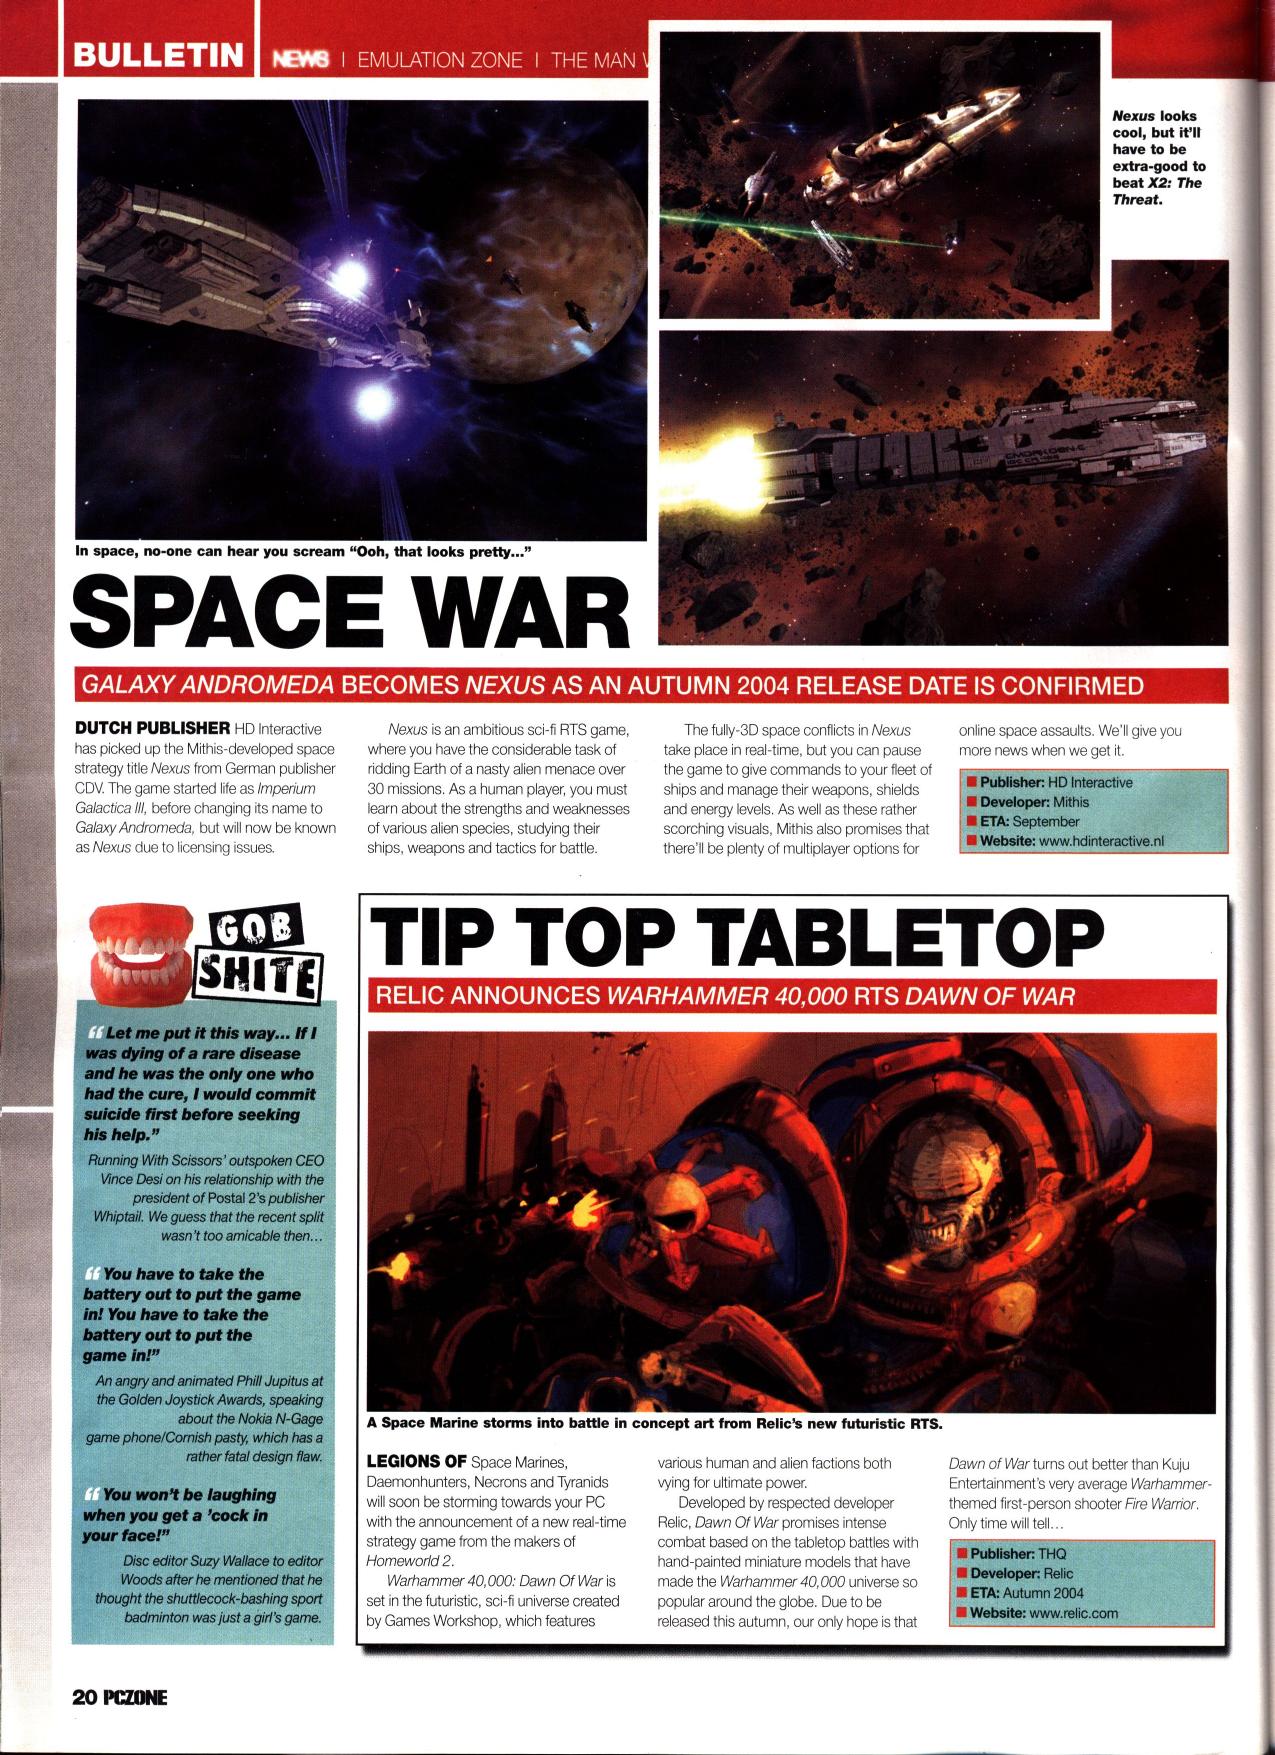 BULLETIN
NEWS | EMULATION ZONE | THE MAN
Nexus looks
cool, but it'll
have to be
extra-good to
beat X2: The
Threat.
In space, no-one can hear you scream “Ooh, that looks pretty...”
SPACE WAR
GALAXY ANDROMEDA BECOMES NEXUS AS AN AUTUMN 2004 RELEASE DATE IS CONFIRMED
DUTCH PUBLISHER HD Interactive
has picked up the Mithis-developed space
strategy title Nexus from German publisher
CDV. The game started life as Imperium
Galactica III, before changing its name to
Galaxy Andromeda, but will now be known
as Nexus due to licensing issues.
Nexus is an ambitious sci-fi RTS game,
where you have the considerable task of
ridding Earth of a nasty alien menace over
30 missions. As a human player, you must
learn about the strengths and weaknesses
of various alien species, studying their
ships, weapons and tactics for battle.
The fully-3D space conflicts in Nexus
take place in real-time, but you can pause
the game to give commands to your fleet of
ships and manage their weapons, shields
and energy levels. As well as these rather
scorching visuals, Mithis also promises that
there'll be plenty of multiplayer options for
online space assaults. We'll give you
more news when we get it.
Publisher: HD Interactive
Developer: Mithis
ETA: September
Website: www.hdinteractive.nl
GOB
SHITE
“Let me put it this way... If I
was dying of a rare disease
and he was the only one who
had the cure, I would commit
suicide first before seeking
his help.”
Running With Scissors' outspoken CEO
Vince Desi on his relationship with the
president of Postal 2's publisher
Whiptail. We guess that the recent split
wasn't too amicable then...
“You have to take the
battery out to put the game
in! You have to take the
battery out to put the
game in!”
An angry and animated Phill Jupitus at
the Golden Joystick Awards, speaking
about the Nokia N-Gage
game phone/Cornish pasty, which has a
rather fatal design flaw.
“You won't be laughing
when you get a 'cock in
your face!”
Disc editor Suzy Wallace to editor
Woods after he mentioned that he
thought the shuttlecock-bashing sport
badminton was just a girl's game.
TIP TOP TABLETOP
RELIC ANNOUNCES WARHAMMER 40,000 RTS DAWN OF WAR
A Space Marine storms into battle in concept art from Relic's new futuristic RTS.
LEGIONS OF Space Marines,
Daemonhunters, Necrons and Tyranids
will soon be storming towards your PC
with the announcement of a new real-time
strategy game from the makers of
Homeworld 2.
Warhammer 40,000: Dawn Of War is
set in the futuristic, sci-fi universe created
by Games Workshop, which features
various human and alien factions both
vying for ultimate power.
Developed by respected developer
Relic, Dawn Of War promises intense
combat based on the tabletop battles with
hand-painted miniature models that have
made the Warhammer 40,000 universe so
popular around the globe. Due to be
released this autumn, our only hope is that
Dawn of War turns out better than Kuju
Entertainment's very average Warhammer-
themed first-person shooter Fire Warrior.
Only time will tell...
Publisher: THQ
Developer: Relic
ETA: Autumn 2004
Website: www.relic.com
20 PCZONE